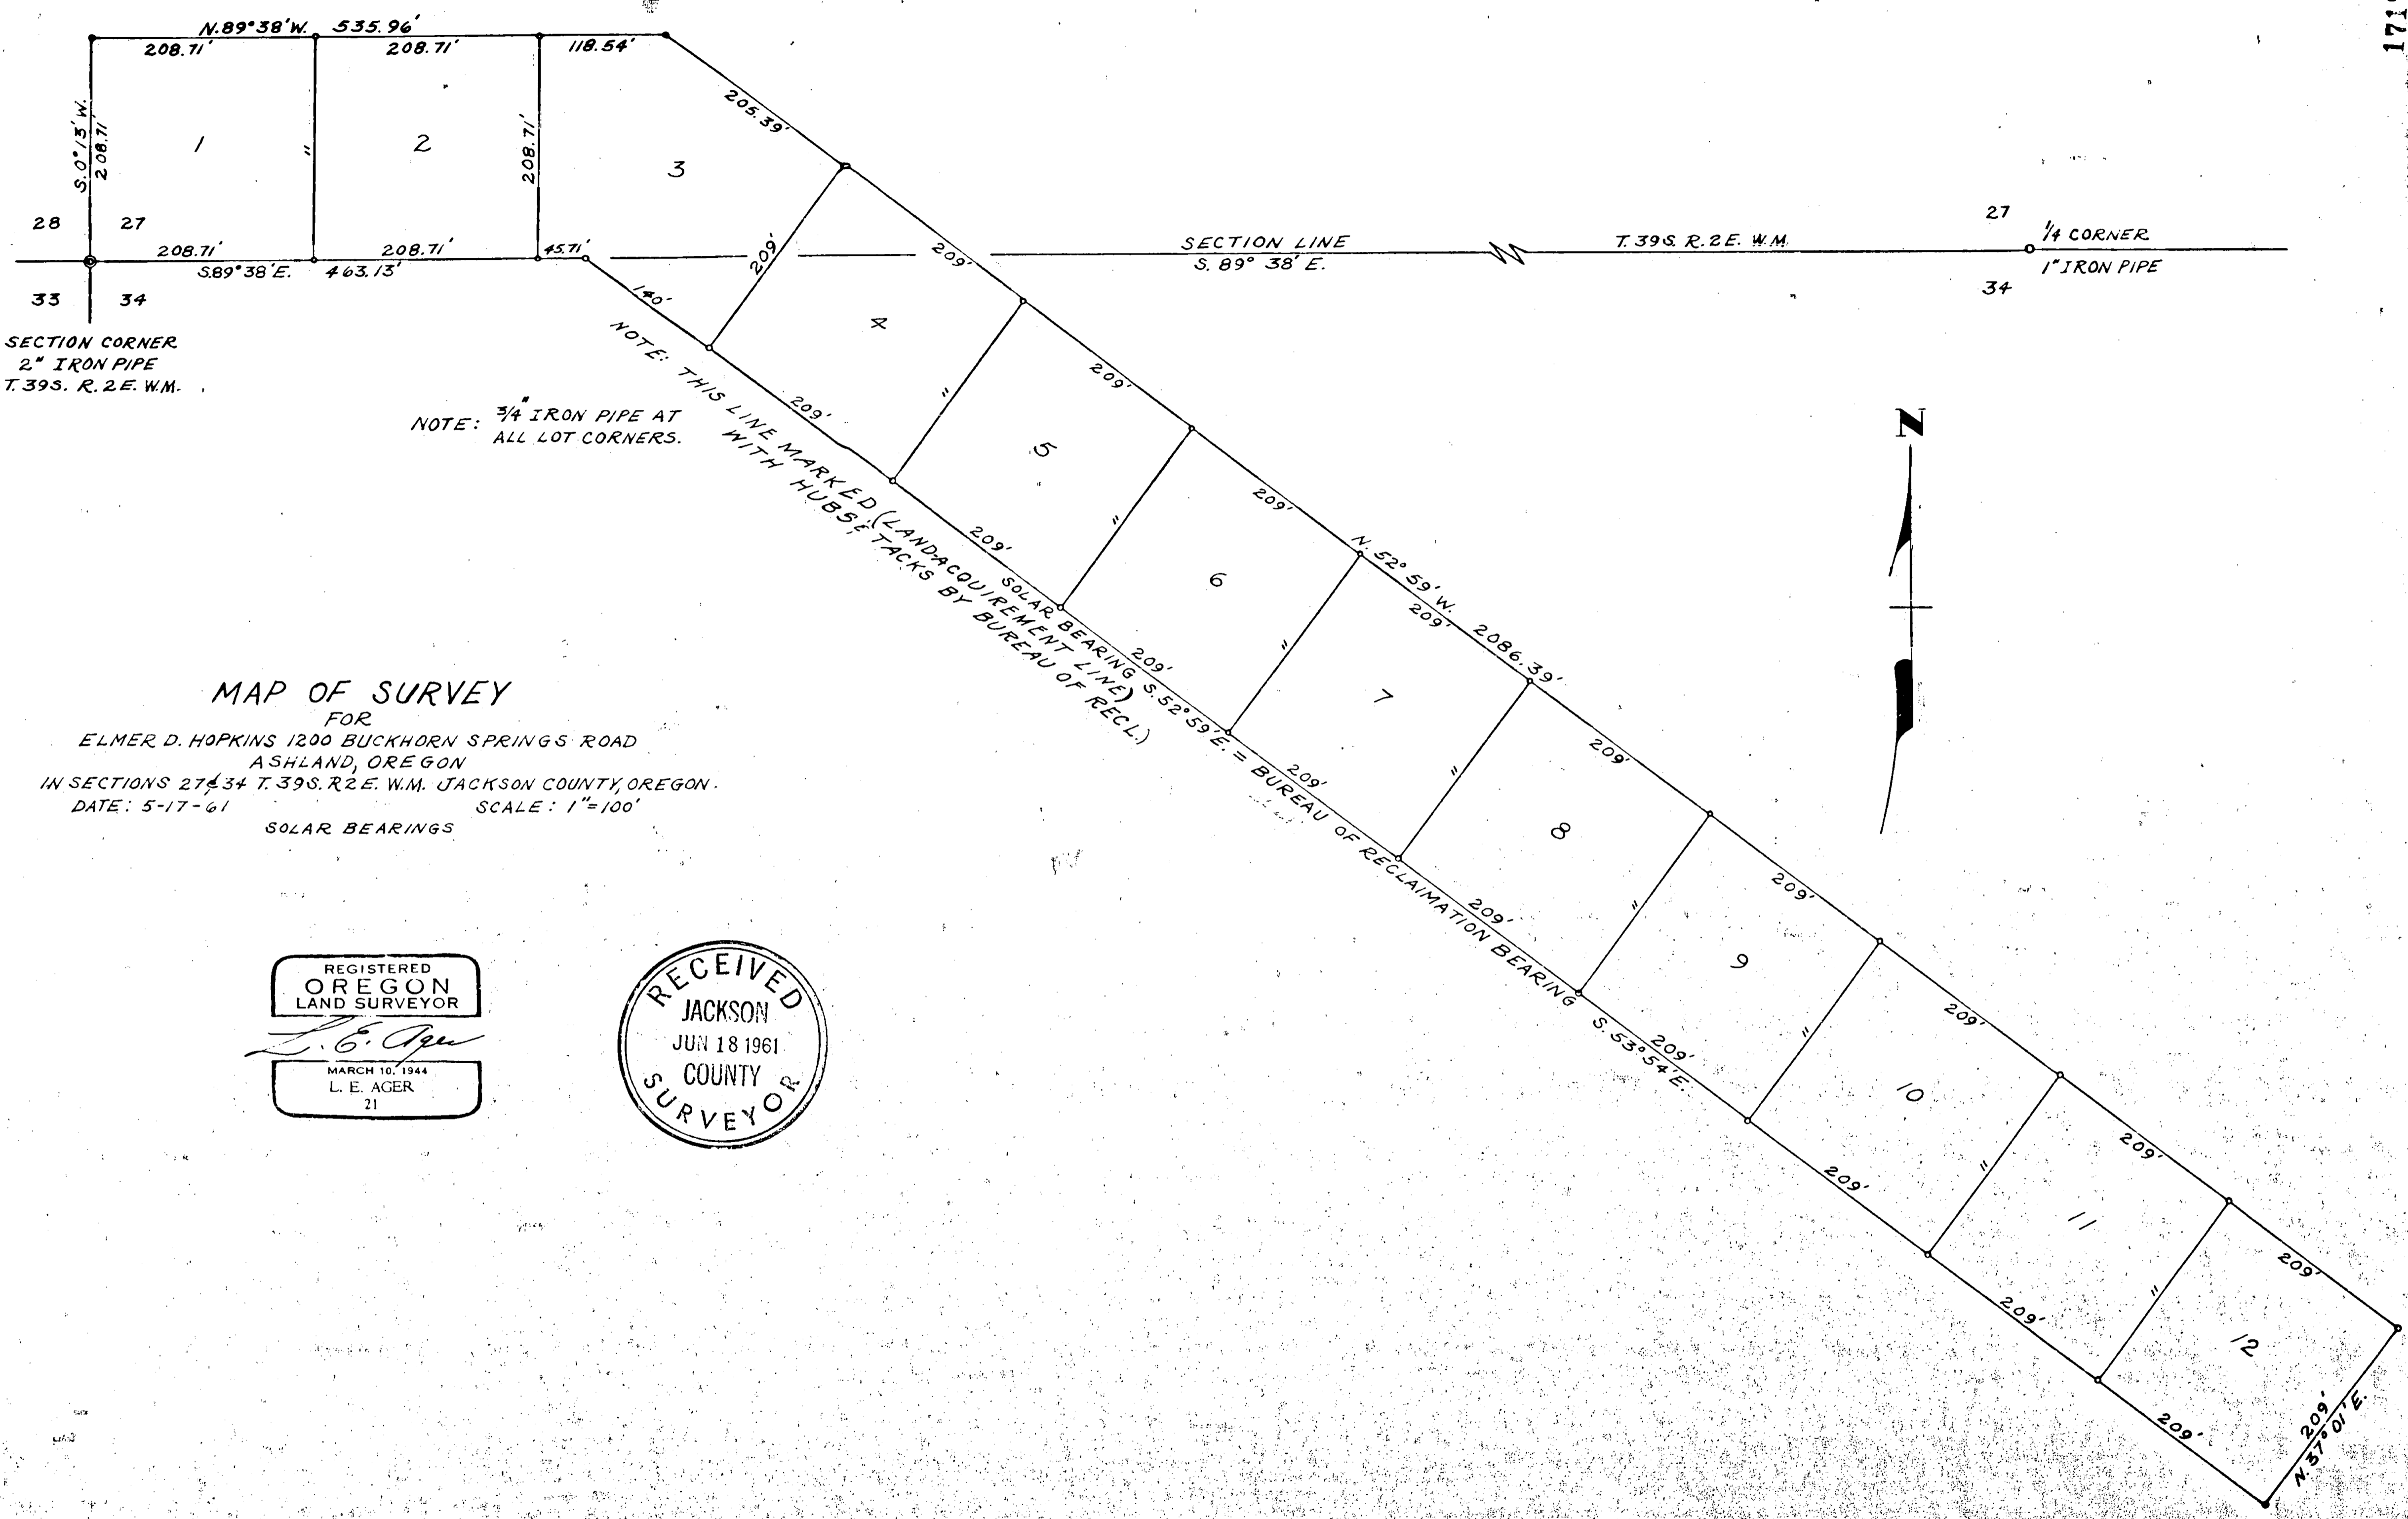 171
N.89°38'W. 535.96'
208.71' 208.71' 118.54'
S.0°13'W.
208.71'
1
"
2
208.71'
3
205.39'
28 27
208.71' 208.71' 45.71'
S.89°38'E. 463.13'
33 34
SECTION CORNER
2" IRON PIPE
T.39S. R.2E. W.M.
140'
209'
209'
SECTION LINE
S. 89° 38' E.
T.39S. R.2E. W.M.
27
1/4 CORNER
1" IRON PIPE
34
NOTE: 3/4" IRON PIPE AT
ALL LOT CORNERS.
NOTE: THIS LINE MARKED (LAND-ACQUIREMENT LINE)
WITH HUBS & TACKS BY BUREAU OF RECL.)
SOLAR BEARING S.52°59'E. = BUREAU OF RECLAIMATION BEARING S.53°54'E.
4
209'
"
209'
5
209'
"
209'
6
209'
"
N. 52°59'W. 2086.39'
209'
7
209'
"
209'
8
209'
"
209'
9
209'
"
209'
10
209'
"
209'
11
209'
"
209'
12
209'
209'
N.37°01'E.
N
MAP OF SURVEY
FOR
ELMER D. HOPKINS 1200 BUCKHORN SPRINGS ROAD
ASHLAND, OREGON
IN SECTIONS 27&34 T.39S.R2E. W.M. JACKSON COUNTY, OREGON.
DATE: 5-17-61 SCALE: 1"=100'
SOLAR BEARINGS
REGISTERED
OREGON
LAND SURVEYOR
L. E. Ager
MARCH 10, 1944
L. E. AGER
21
RECEIVED
JACKSON
JUN 18 1961
COUNTY
SURVEYOR